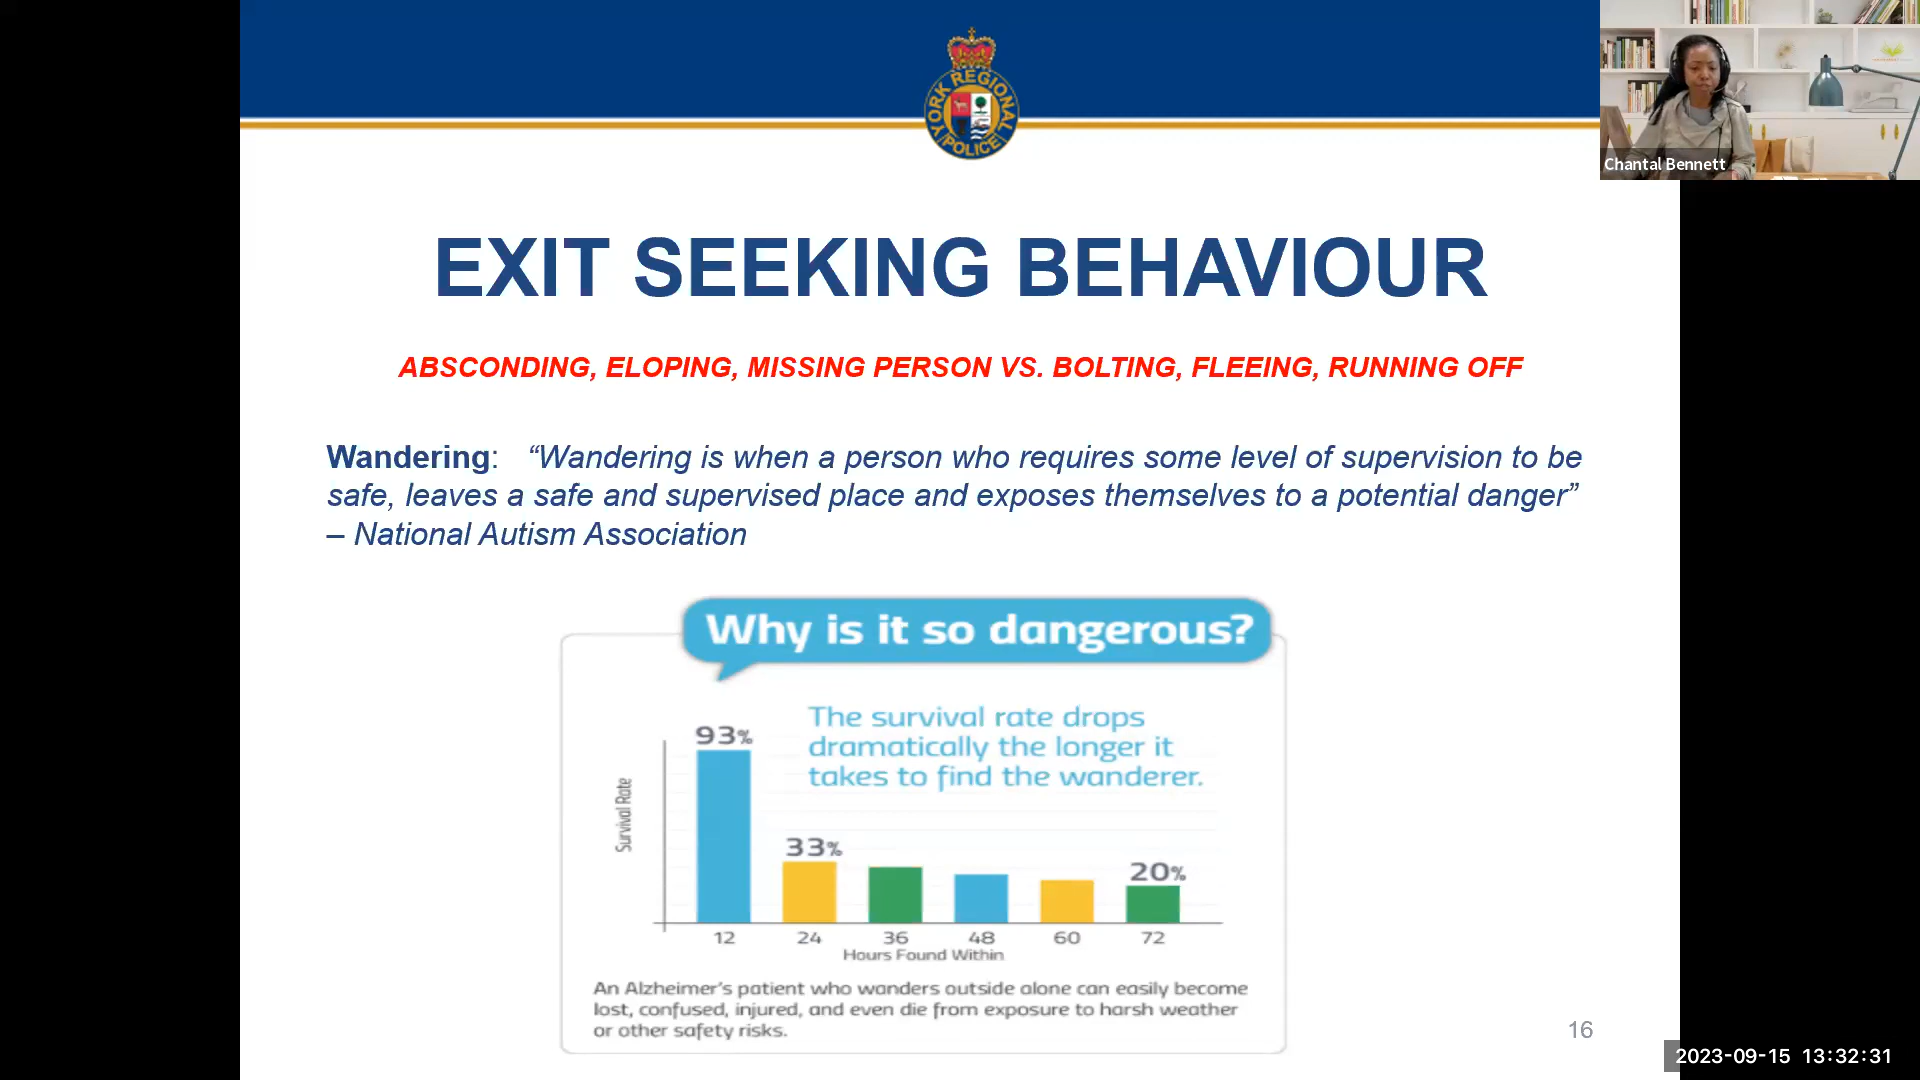 YORK REGIONAL
POLICE
Chantal Bennett
EXIT SEEKING BEHAVIOUR
ABSCONDING, ELOPING, MISSING PERSON VS. BOLTING, FLEEING, RUNNING OFF
Wandering: “Wandering is when a person who requires some level of supervision to be
safe, leaves a safe and supervised place and exposes themselves to a potential danger”
– National Autism Association
Why is it so dangerous?
The survival rate drops
dramatically the longer it
takes to find the wanderer.
93%
33%
20%
Survival Rate
12 24 36 48 60 72
Hours Found Within
An Alzheimer's patient who wanders outside alone can easily become
lost, confused, injured, and even die from exposure to harsh weather
or other safety risks.
16
2023-09-15 13:32:31